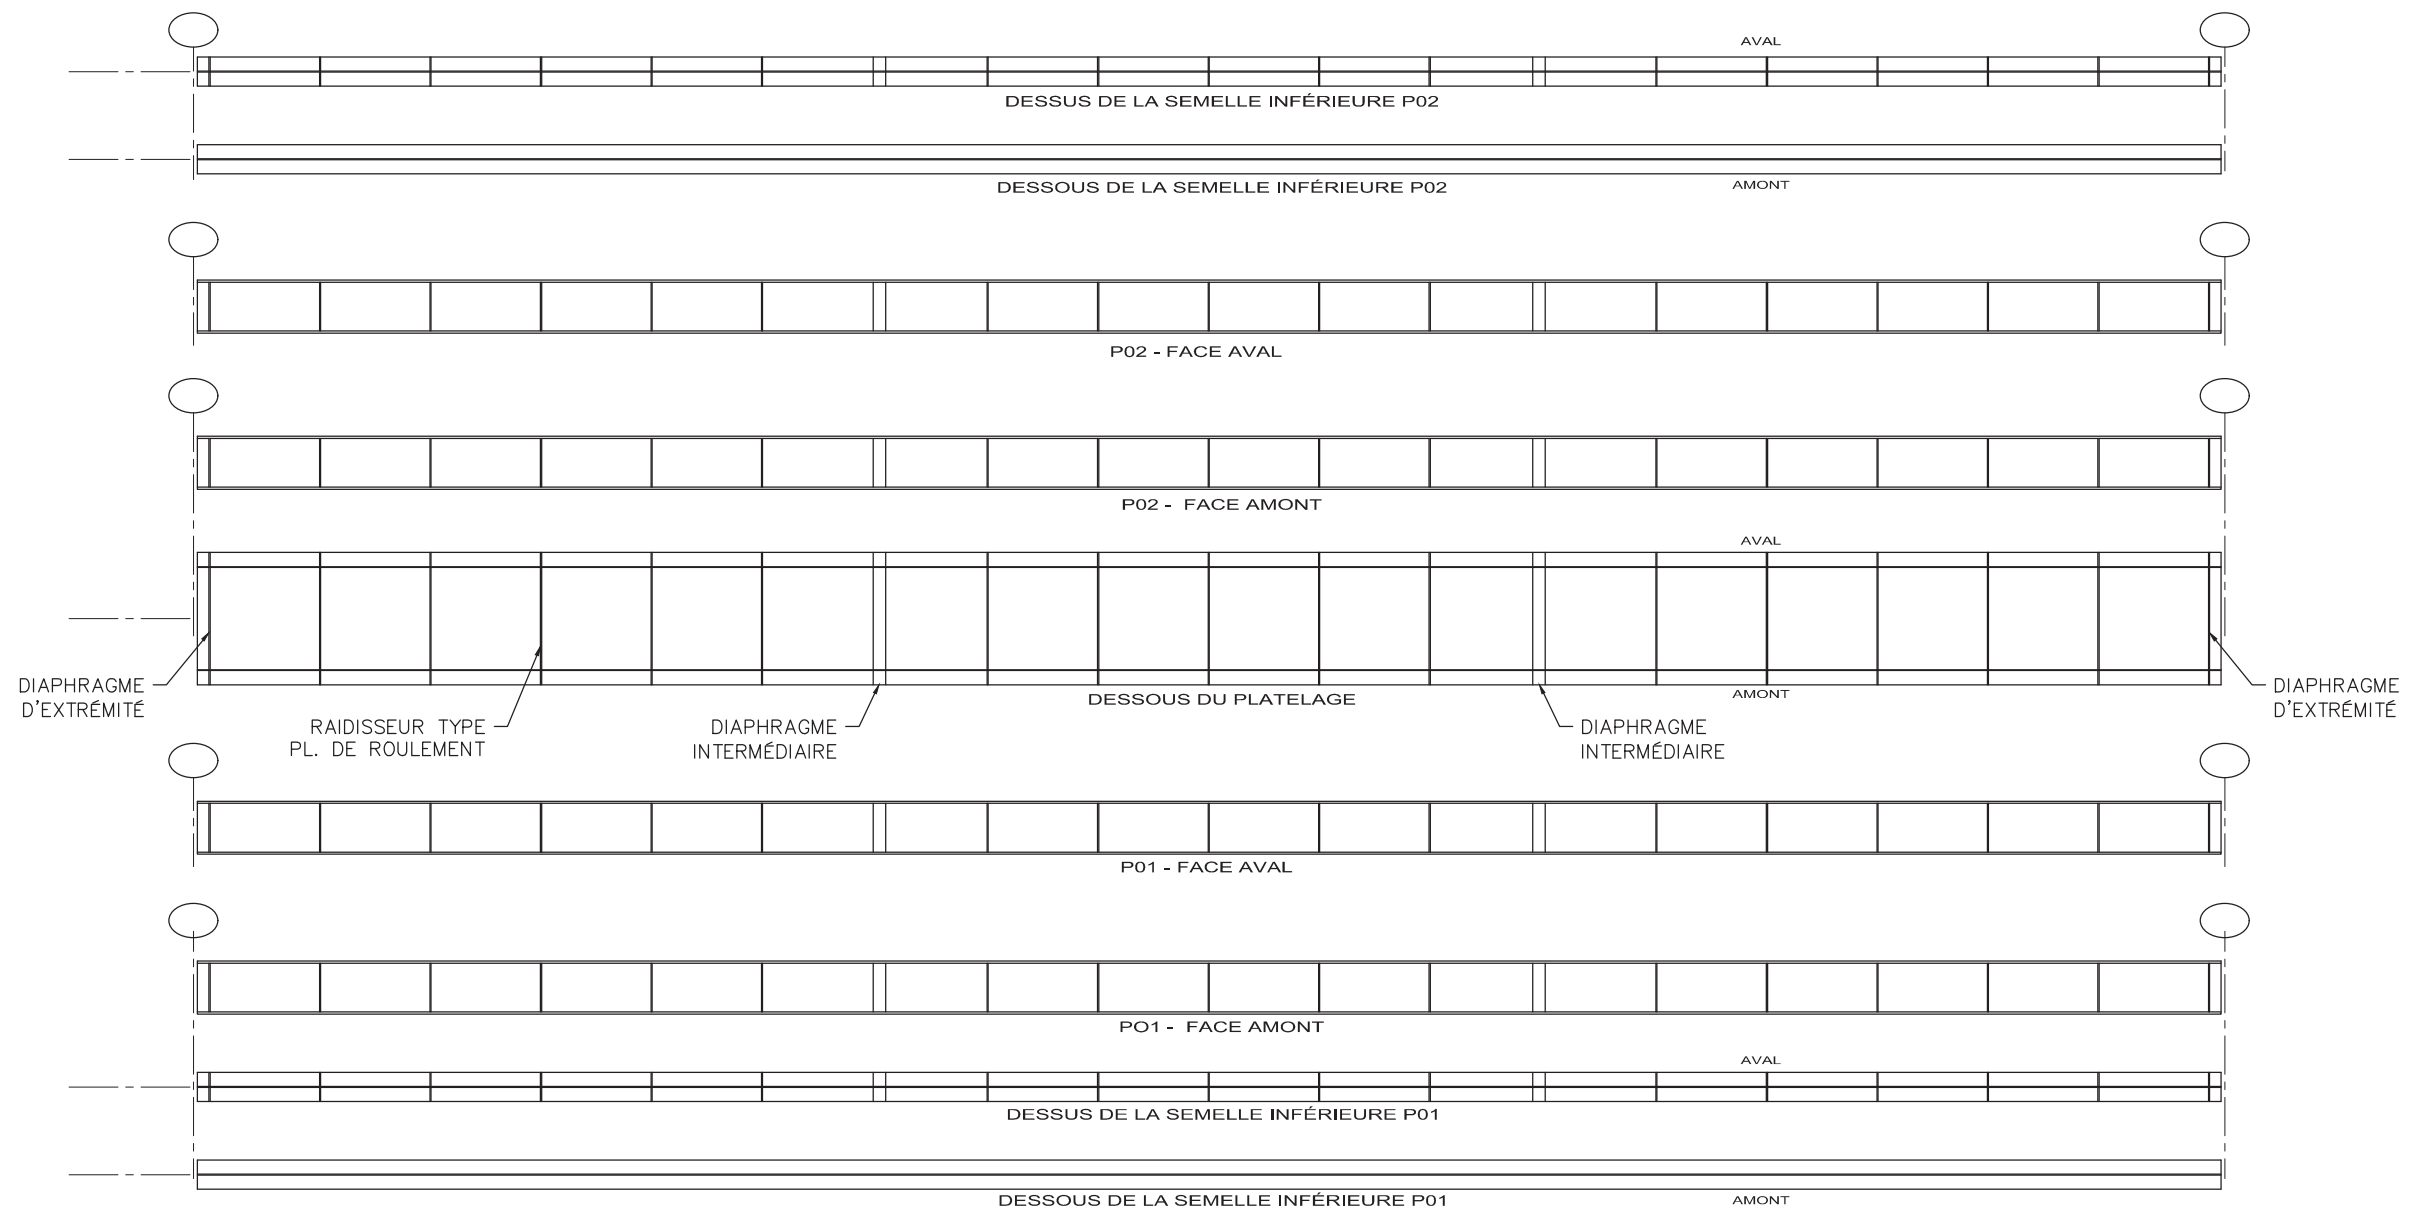 AVAL
DESSUS DE LA SEMELLE INFÉRIEURE P02
DESSOUS DE LA SEMELLE INFÉRIEURE P02
AMONT
P02 - FACE AVAL
P02 - FACE AMONT
AVAL
DIAPHRAGME
D'EXTRÉMITÉ
RAIDISSEUR TYPE
PL. DE ROULEMENT
DIAPHRAGME
INTERMÉDIAIRE
DESSOUS DU PLATELAGE
AMONT
DIAPHRAGME
INTERMÉDIAIRE
DIAPHRAGME
D'EXTRÉMITÉ
P01 - FACE AVAL
PO1 - FACE AMONT
AVAL
DESSUS DE LA SEMELLE INFÉRIEURE P01
DESSOUS DE LA SEMELLE INFÉRIEURE P01
AMONT